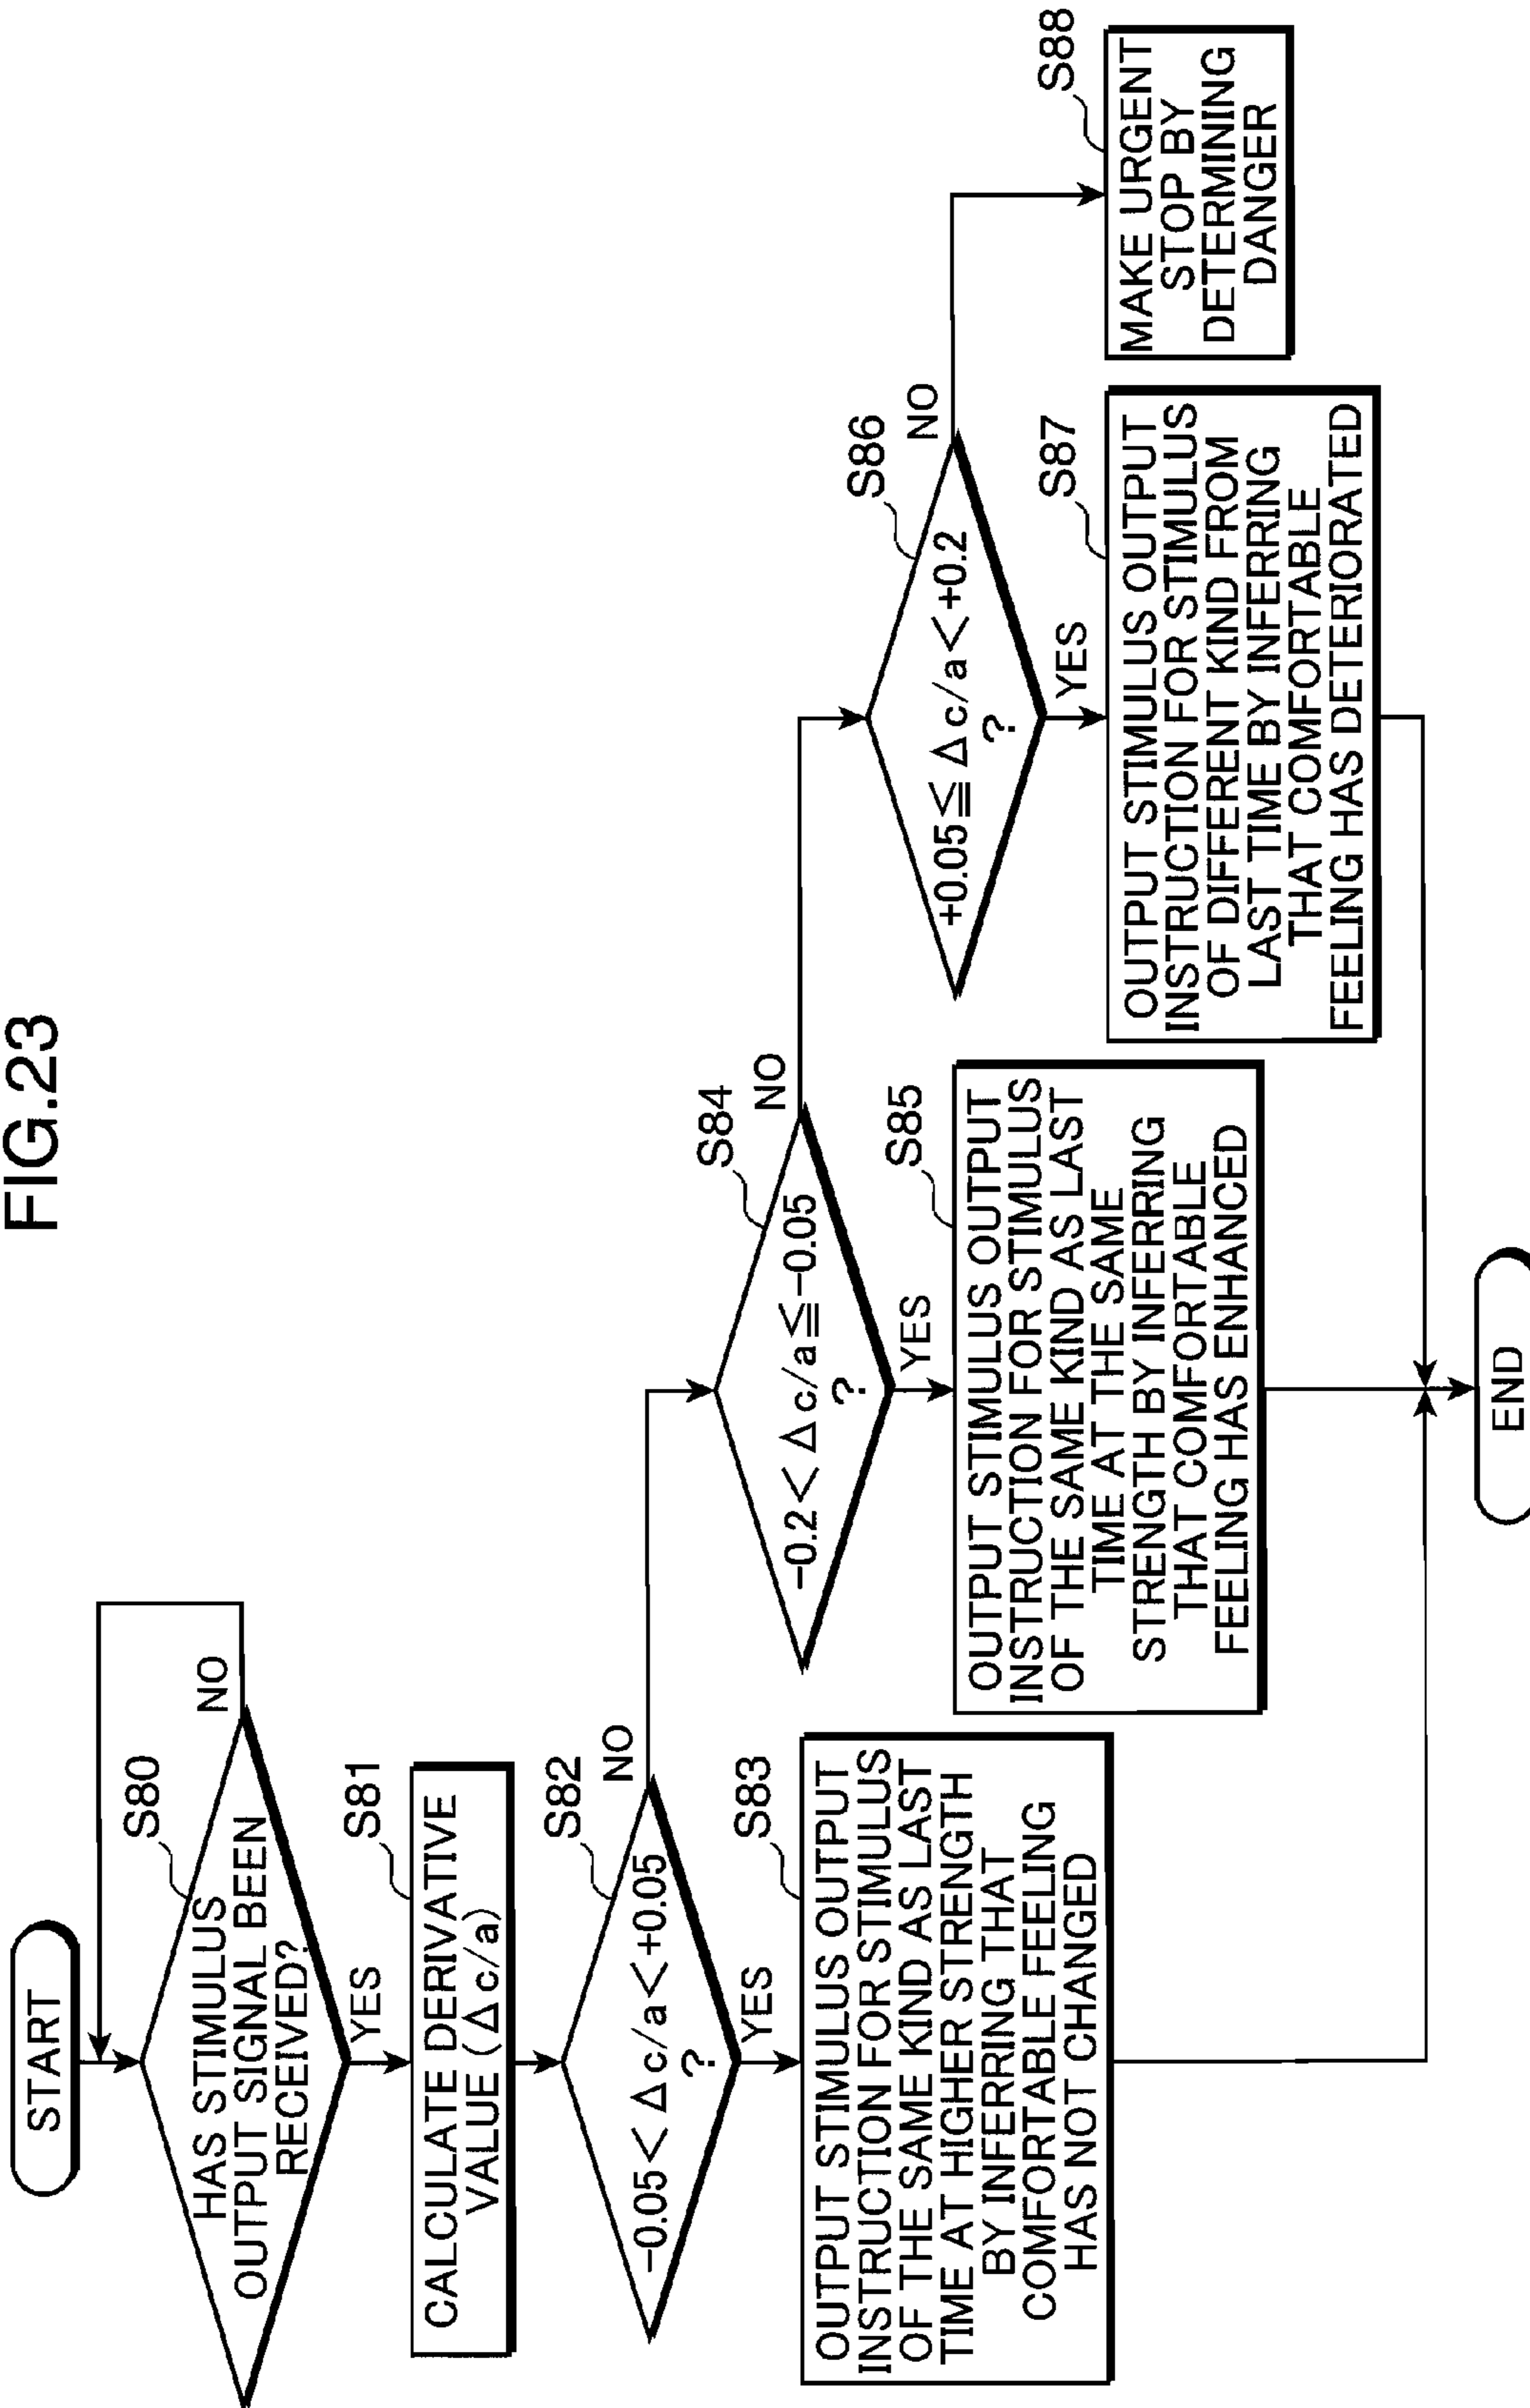 FIG.23
START
S80
HAS STIMULUS
OUTPUT SIGNAL BEEN
RECEIVED?
NO
YES
S81
CALCULATE DERIVATIVE
VALUE (Δc/a)
S82
-0.05< Δc/a<+0.05
?
NO
YES
S83
OUTPUT STIMULUS OUTPUT
INSTRUCTION FOR STIMULUS
OF THE SAME KIND AS LAST
TIME AT HIGHER STRENGTH
BY INFERRING THAT
COMFORTABLE FEELING
HAS NOT CHANGED
S84
-0.2< Δc/a≦-0.05
?
NO
YES
S85
OUTPUT STIMULUS OUTPUT
INSTRUCTION FOR STIMULUS
OF THE SAME KIND AS LAST
TIME AT THE SAME
STRENGTH BY INFERRING
THAT COMFORTABLE
FEELING HAS ENHANCED
S86
+0.05≦ Δc/a<+0.2
?
NO
YES
S87
OUTPUT STIMULUS OUTPUT
INSTRUCTION FOR STIMULUS
OF DIFFERENT KIND FROM
LAST TIME BY INFERRING
THAT COMFORTABLE
FEELING HAS DETERIORATED
S88
MAKE URGENT
STOP BY
DETERMINING
DANGER
END